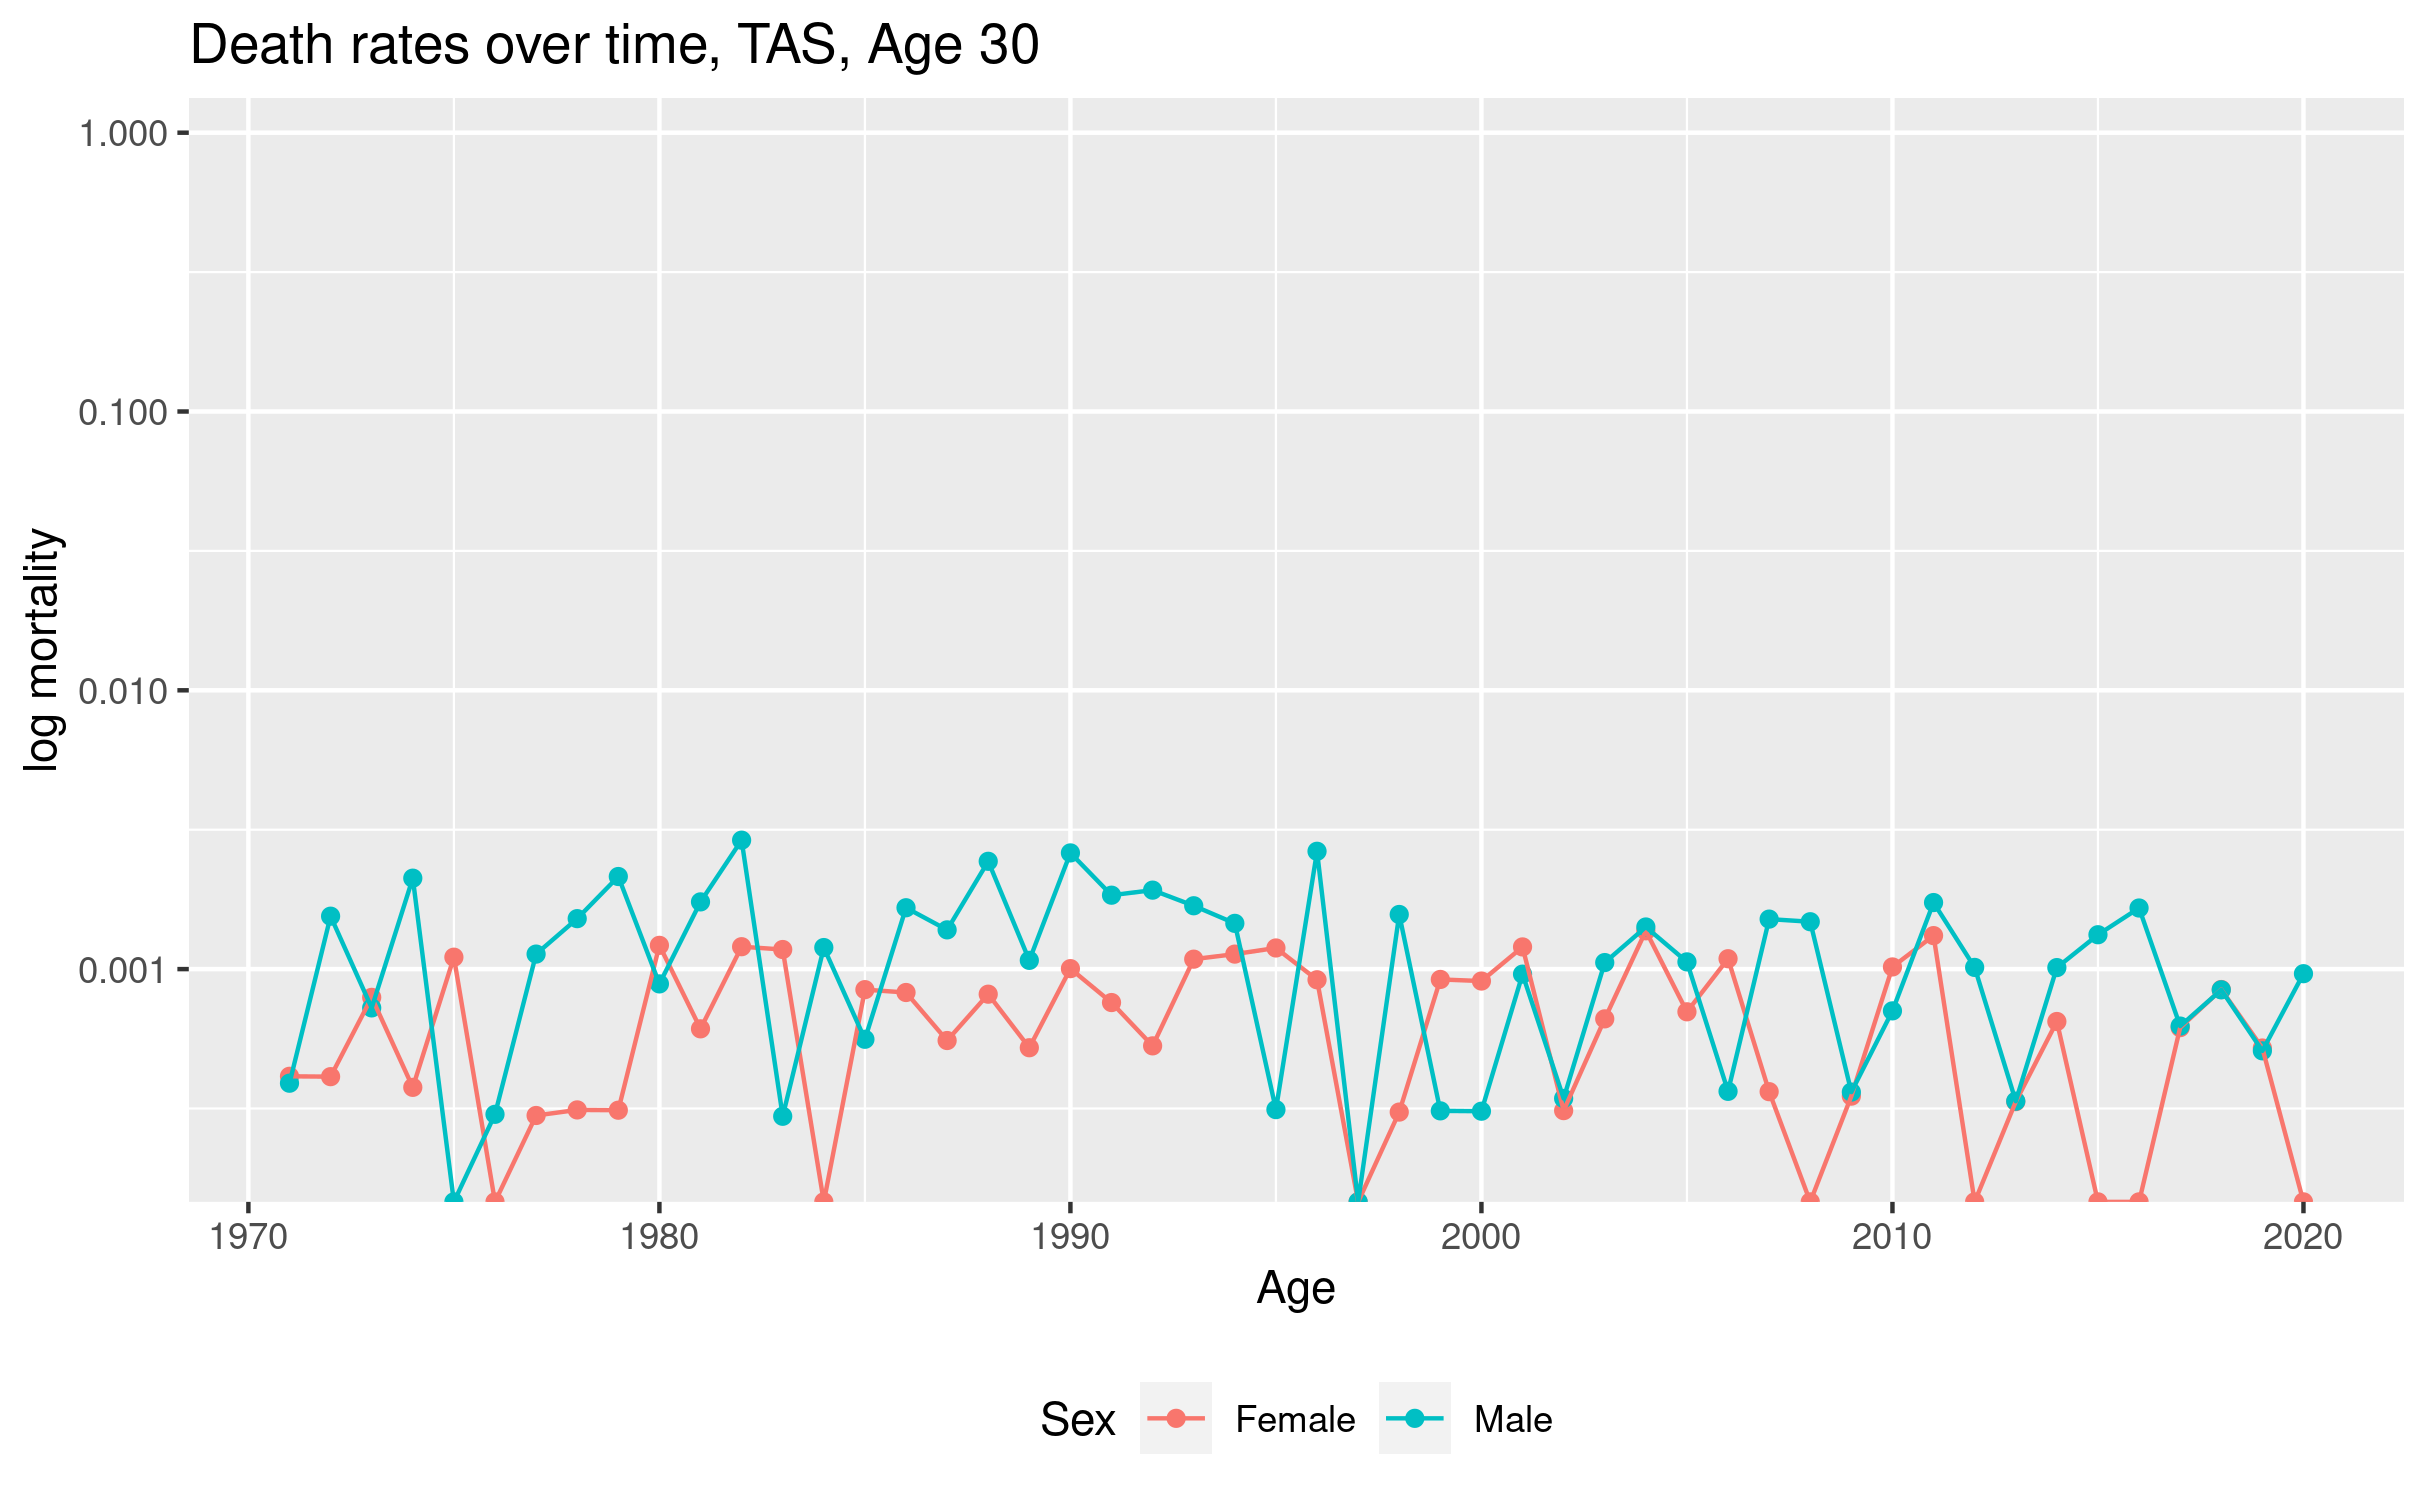 Death rates over time, TAS, Age 30
log mortality
1.000
0.100
0.010
0.001
1970 1980 1990 2000 2010 2020
Age
Sex Female Male